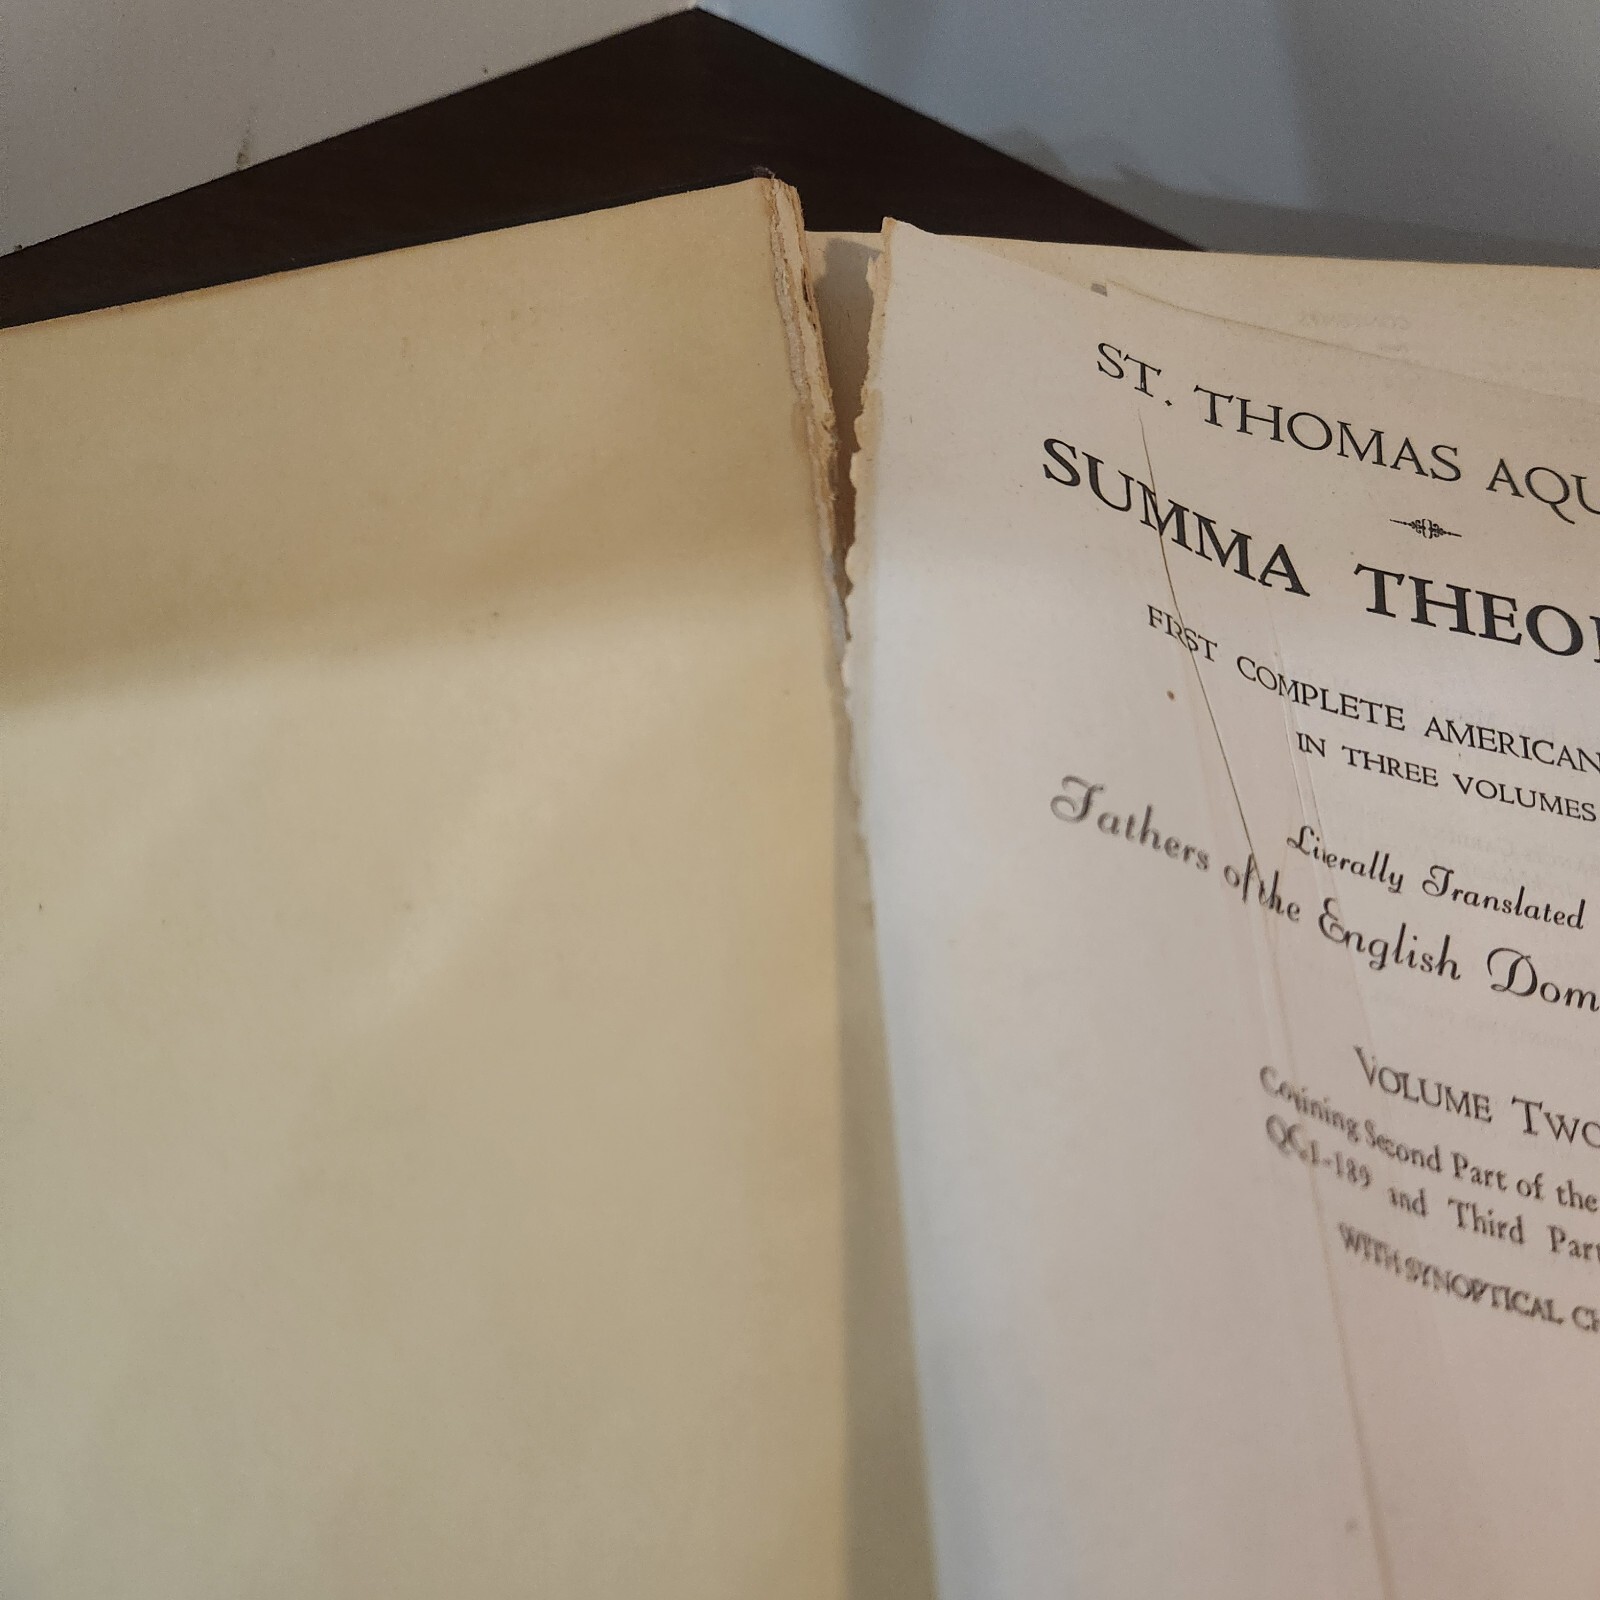 ST. THOMAS AQU
SUMMA THEO
FIRST COMPLETE AMERICAN
IN THREE VOLUMES
Literally Translated
Fathers of the English Dom
VOLUME TWO
Coining Second Part of the
QQ.1-189 and Third Part
WITH SYNOPTICAL CH